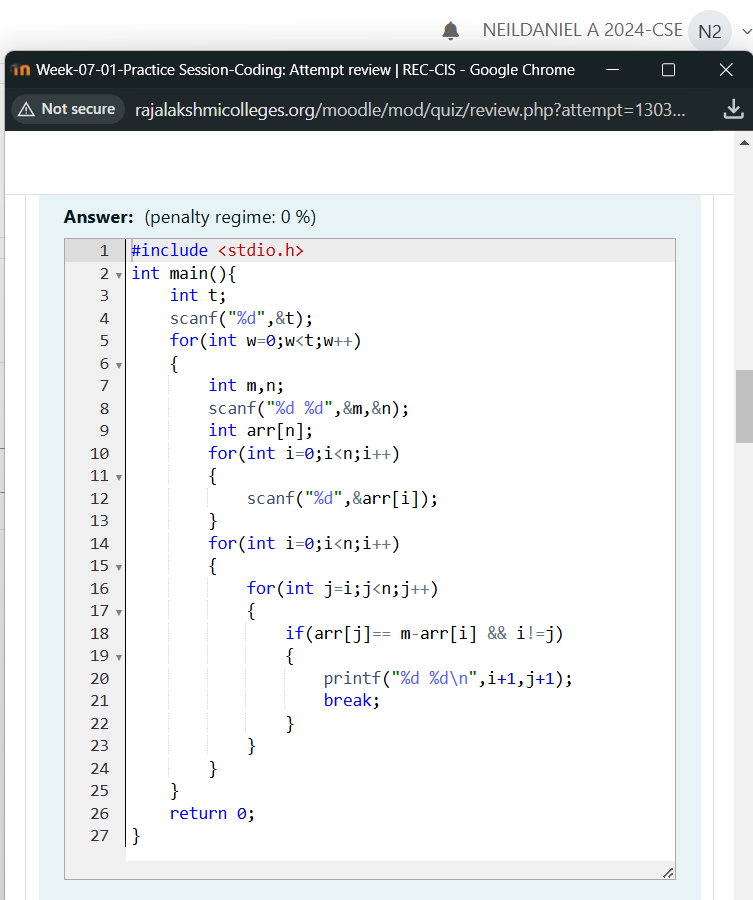 NEILDANIEL A 2024-CSE N2
Week-07-01-Practice Session-Coding: Attempt review | REC-CIS - Google Chrome
Not secure rajalakshmicolleges.org/moodle/mod/quiz/review.php?attempt=1303...
Answer: (penalty regime: 0 %)
1 #include <stdio.h>
2 int main(){
3     int t;
4     scanf("%d",&t);
5     for(int w=0;w<t;w++)
6     {
7         int m,n;
8         scanf("%d %d",&m,&n);
9         int arr[n];
10         for(int i=0;i<n;i++)
11         {
12             scanf("%d",&arr[i]);
13         }
14         for(int i=0;i<n;i++)
15         {
16             for(int j=i;j<n;j++)
17             {
18                 if(arr[j]== m-arr[i] && i!=j)
19                 {
20                     printf("%d %d\n",i+1,j+1);
21                     break;
22                 }
23             }
24         }
25     }
26     return 0;
27 }